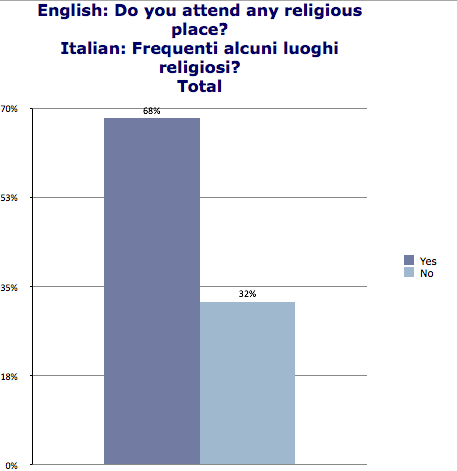 English: Do you attend any religious
place?
Italian: Frequenti alcuni luoghi
religiosi?
Total
70%
68%
53%
35%
32%
18%
0%
Yes
No